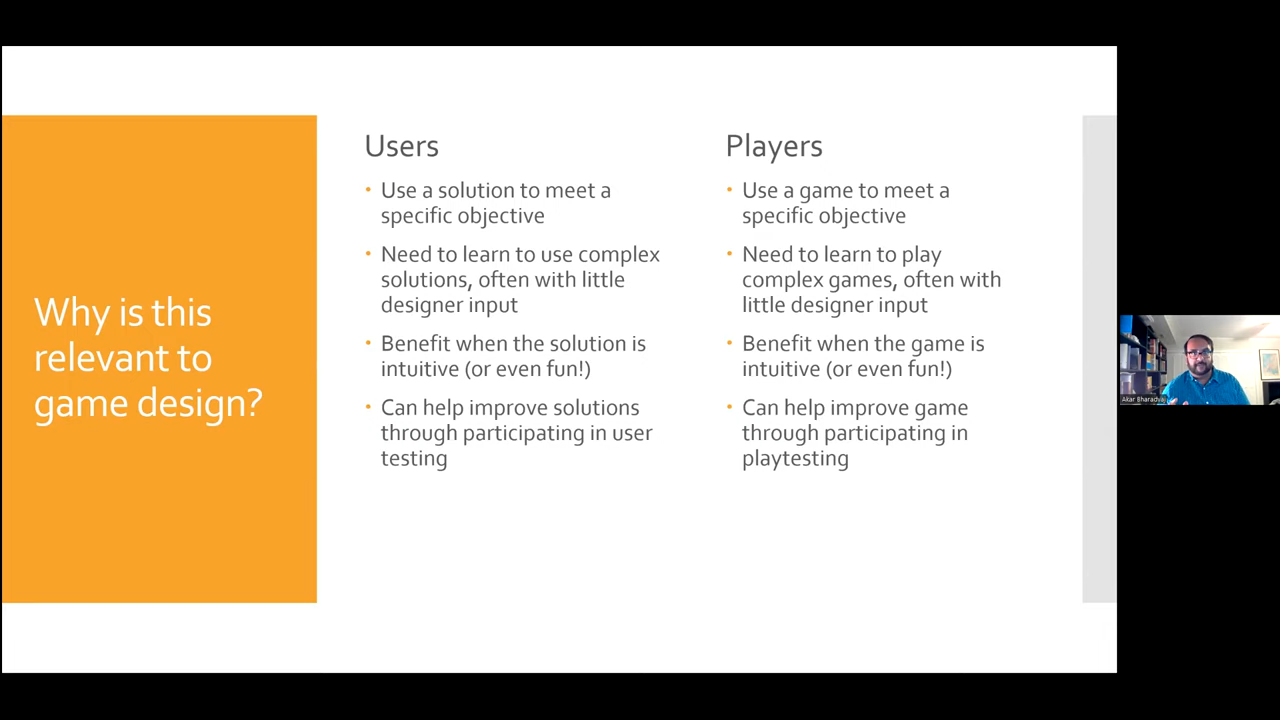 Why is this
relevant to
game design?
Users
• Use a solution to meet a
specific objective
• Need to learn to use complex
solutions, often with little
designer input
• Benefit when the solution is
intuitive (or even fun!)
• Can help improve solutions
through participating in user
testing
Players
• Use a game to meet a
specific objective
• Need to learn to play
complex games, often with
little designer input
• Benefit when the game is
intuitive (or even fun!)
• Can help improve game
through participating in
playtesting
Akar Bharadvaj